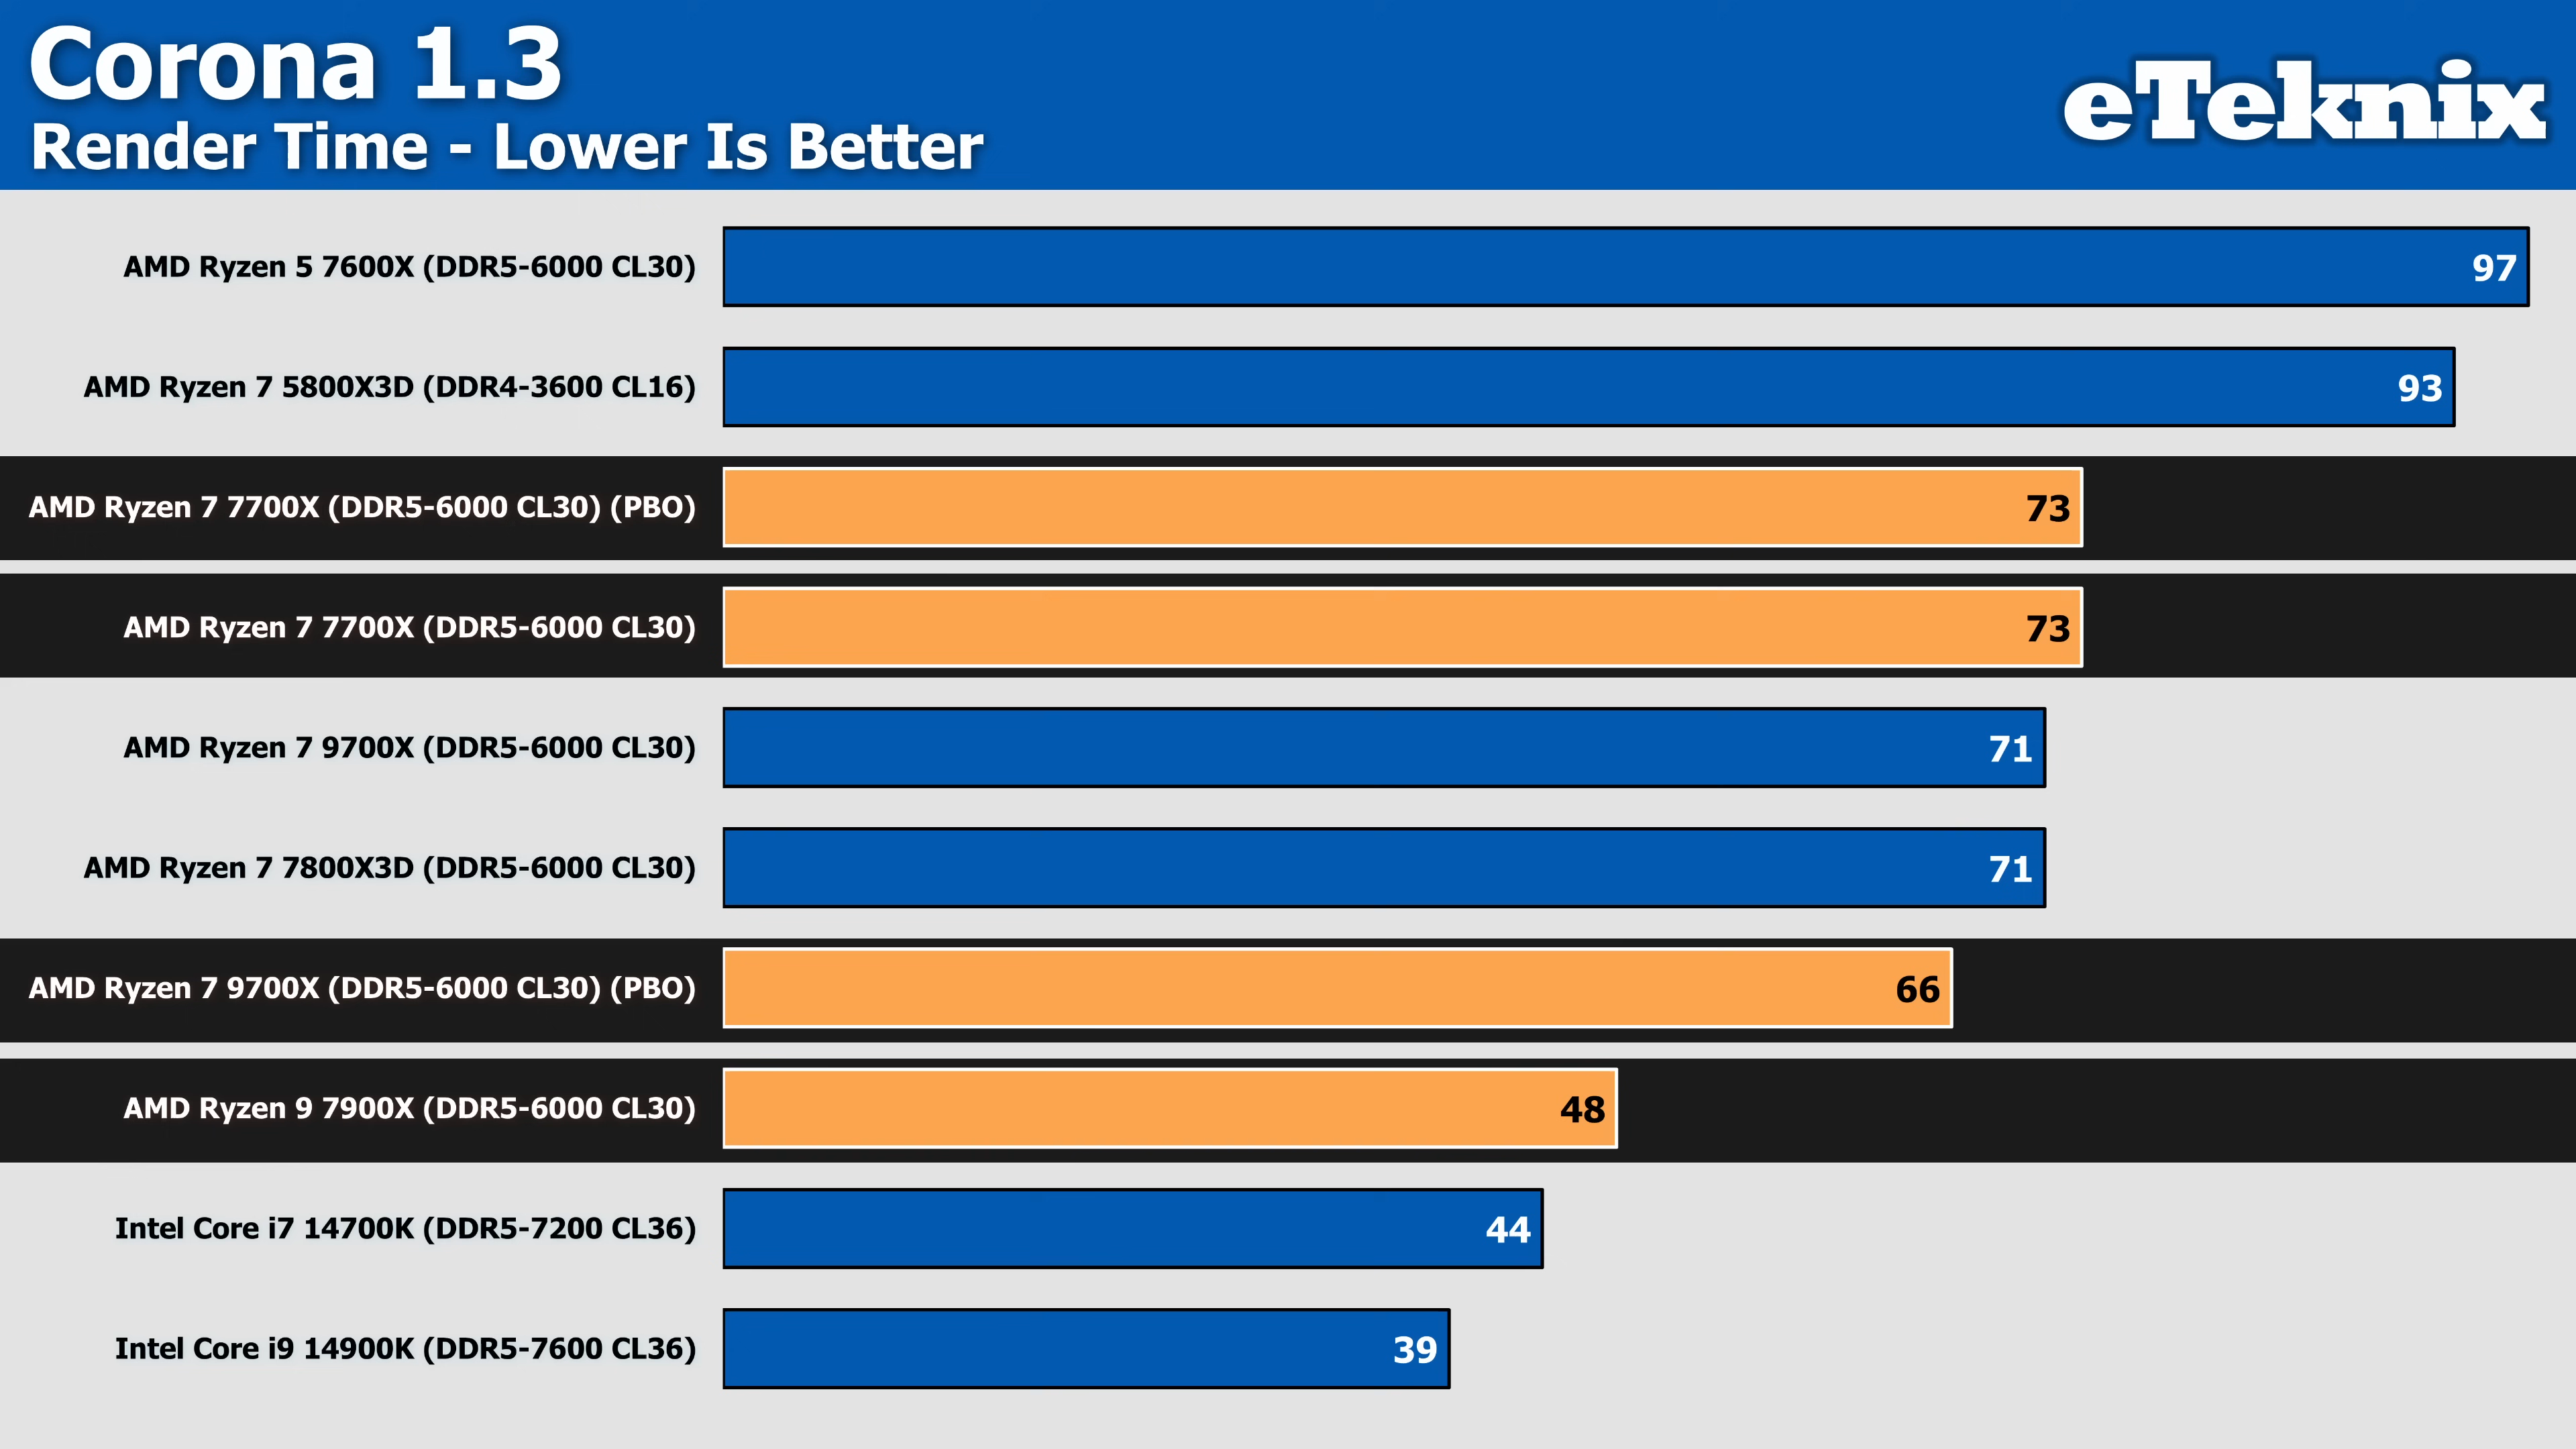 Corona 1.3
Render Time - Lower Is Better
eTeknix
AMD Ryzen 5 7600X (DDR5-6000 CL30) 97
AMD Ryzen 7 5800X3D (DDR4-3600 CL16) 93
AMD Ryzen 7 7700X (DDR5-6000 CL30) (PBO) 73
AMD Ryzen 7 7700X (DDR5-6000 CL30) 73
AMD Ryzen 7 9700X (DDR5-6000 CL30) 71
AMD Ryzen 7 7800X3D (DDR5-6000 CL30) 71
AMD Ryzen 7 9700X (DDR5-6000 CL30) (PBO) 66
AMD Ryzen 9 7900X (DDR5-6000 CL30) 48
Intel Core i7 14700K (DDR5-7200 CL36) 44
Intel Core i9 14900K (DDR5-7600 CL36) 39